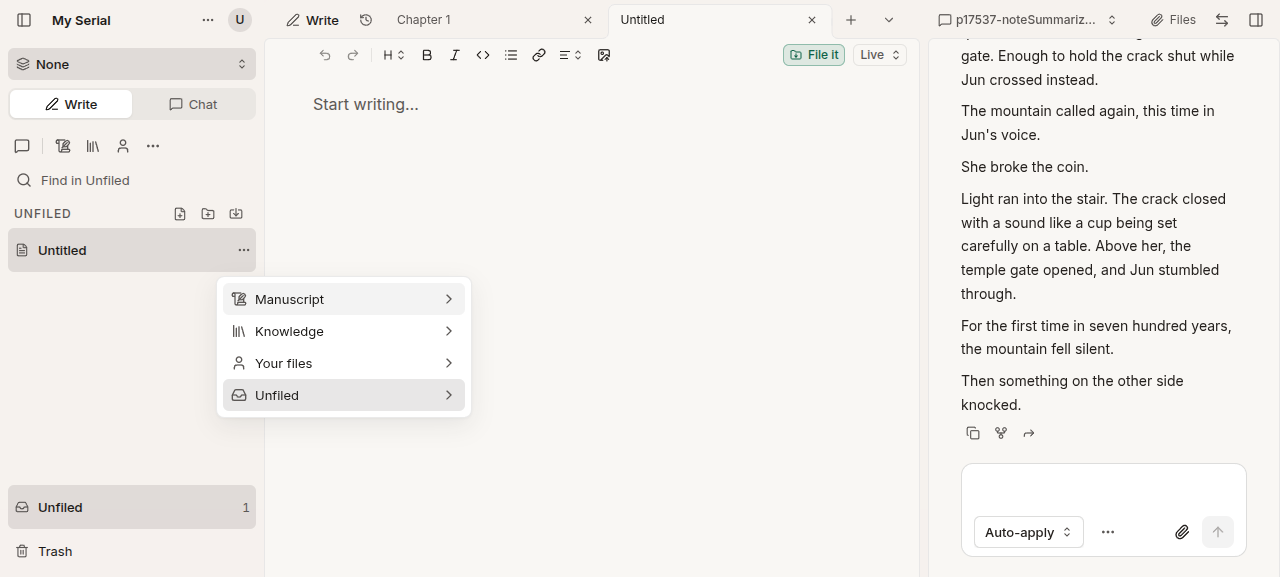 My Serial
U
Write
Chapter 1
Untitled
p17537-noteSummariz...
Files
None
Write
Chat
Find in Unfiled
UNFILED
Untitled
H
B
I
File it
Live
Start writing...
Manuscript
Knowledge
Your files
Unfiled
Unfiled
1
Trash
gate. Enough to hold the crack shut while
Jun crossed instead.
The mountain called again, this time in
Jun's voice.
She broke the coin.
Light ran into the stair. The crack closed
with a sound like a cup being set
carefully on a table. Above her, the
temple gate opened, and Jun stumbled
through.
For the first time in seven hundred years,
the mountain fell silent.
Then something on the other side
knocked.
Auto-apply